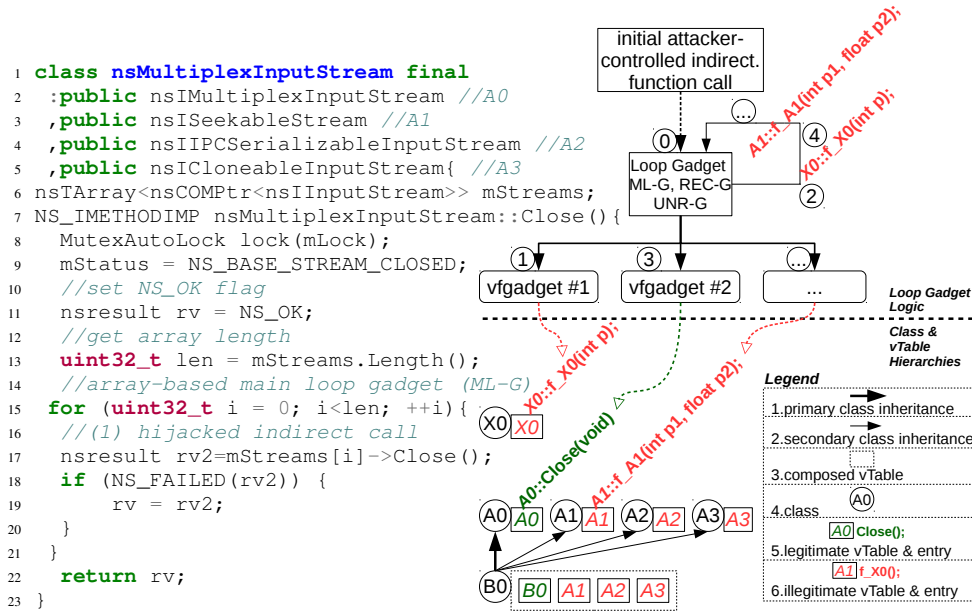 1 class nsMultiplexInputStream final
2 :public nsIMultiplexInputStream //A0
3 ,public nsISeekableStream //A1
4 ,public nsIIPCSerializableInputStream //A2
5 ,public nsICloneableInputStream{ //A3
6 nsTArray<nsCOMPtr<nsIInputStream>> mStreams;
7 NS_IMETHODIMP nsMultiplexInputStream::Close(){
8 MutexAutoLock lock(mLock);
9 mStatus = NS_BASE_STREAM_CLOSED;
10 //set NS_OK flag
11 nsresult rv = NS_OK;
12 //get array length
13 uint32_t len = mStreams.Length();
14 //array-based main loop gadget (ML-G)
15 for (uint32_t i = 0; i<len; ++i){
16 //(1) hijacked indirect call
17 nsresult rv2=mStreams[i]->Close();
18 if (NS_FAILED(rv2)) {
19 rv = rv2;
20 }
21 }
22 return rv;
23 }
initial attacker-
controlled indirect.
function call
...
A1::f_A1(int p1, float p2);
X0::f_X0(int p);
0
4
2
Loop Gadget
ML-G, REC-G
UNR-G
1
3
...
vfgadget #1
vfgadget #2
...
Loop Gadget
Logic
Class &
vTable
Hierarchies
X0::f_X0(int p);
A0::Close(void)
A1::f_A1(int p1, float p2);
X0 X0
A0 A0 A1 A1 A2 A2 A3 A3
B0 B0 A1 A2 A3
Legend
1.primary class inheritance
2.secondary class inheritance
3.composed vTable
A0
4.class
A0 Close();
5.legitimate vTable & entry
A1 f_X0();
6.illegitimate vTable & entry